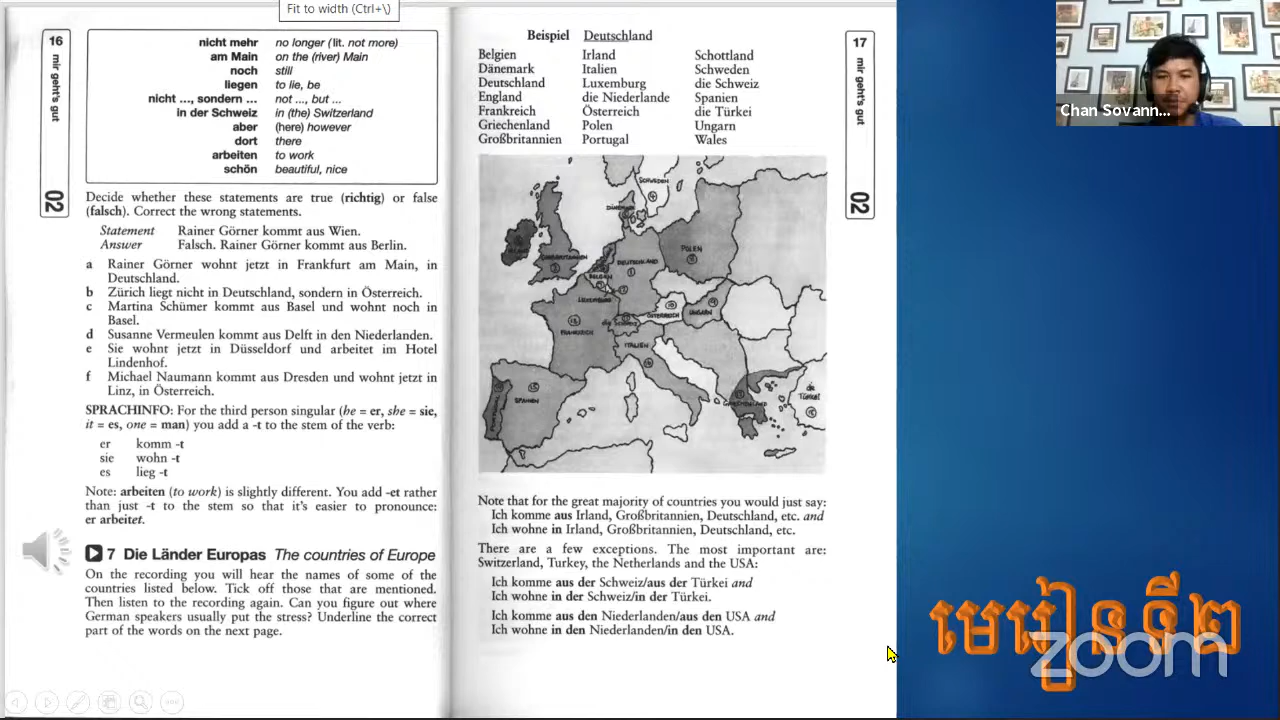 Fit to width (Ctrl+\)
16
mir geht's gut
02
nicht mehr no longer (lit. not more)
am Main on the (river) Main
noch still
liegen to lie, be
nicht ..., sondern ... not ..., but ...
in der Schweiz in (the) Switzerland
aber (here) however
dort there
arbeiten to work
schön beautiful, nice
Decide whether these statements are true (richtig) or false
(falsch). Correct the wrong statements.
Statement Rainer Görner kommt aus Wien.
Answer Falsch. Rainer Görner kommt aus Berlin.
a Rainer Görner wohnt jetzt in Frankfurt am Main, in
Deutschland.
b Zürich liegt nicht in Deutschland, sondern in Österreich.
c Martina Schümer kommt aus Basel und wohnt noch in
Basel.
d Susanne Vermeulen kommt aus Delft in den Niederlanden.
e Sie wohnt jetzt in Düsseldorf und arbeitet im Hotel
Lindenhof.
f Michael Naumann kommt aus Dresden und wohnt jetzt in
Linz, in Österreich.
SPRACHINFO: For the third person singular (he = er, she = sie,
it = es, one = man) you add a -t to the stem of the verb:
er komm -t
sie wohn -t
es lieg -t
Note: arbeiten (to work) is slightly different. You add -et rather
than just -t to the stem so that it's easier to pronounce:
er arbeitet.
7 Die Länder Europas The countries of Europe
On the recording you will hear the names of some of the
countries listed below. Tick off those that are mentioned.
Then listen to the recording again. Can you figure out where
German speakers usually put the stress? Underline the correct
part of the words on the next page.
Beispiel Deutschland
Belgien Irland Schottland
Dänemark Italien Schweden
Deutschland Luxemburg die Schweiz
England die Niederlande Spanien
Frankreich Österreich die Türkei
Griechenland Polen Ungarn
Großbritannien Portugal Wales
17
mir geht's gut
02
SCHWEDEN
DÄNEMARK
IRLAND
GROSSBRITANNIEN
POLEN
DEUTSCHLAND
BELGIEN
LUXEMBURG
FRANKREICH
die Schweiz
ÖSTERREICH
UNGARN
ITALIEN
PORTUGAL
SPANIEN
GRIECHENLAND
die Türkei
Note that for the great majority of countries you would just say:
Ich komme aus Irland, Großbritannien, Deutschland, etc. and
Ich wohne in Irland, Großbritannien, Deutschland, etc.
There are a few exceptions. The most important are:
Switzerland, Turkey, the Netherlands and the USA:
Ich komme aus der Schweiz/aus der Türkei and
Ich wohne in der Schweiz/in der Türkei.
Ich komme aus den Niederlanden/aus den USA and
Ich wohne in den Niederlanden/in den USA.
Chan Sovann...
មេរៀនទី២
zoom